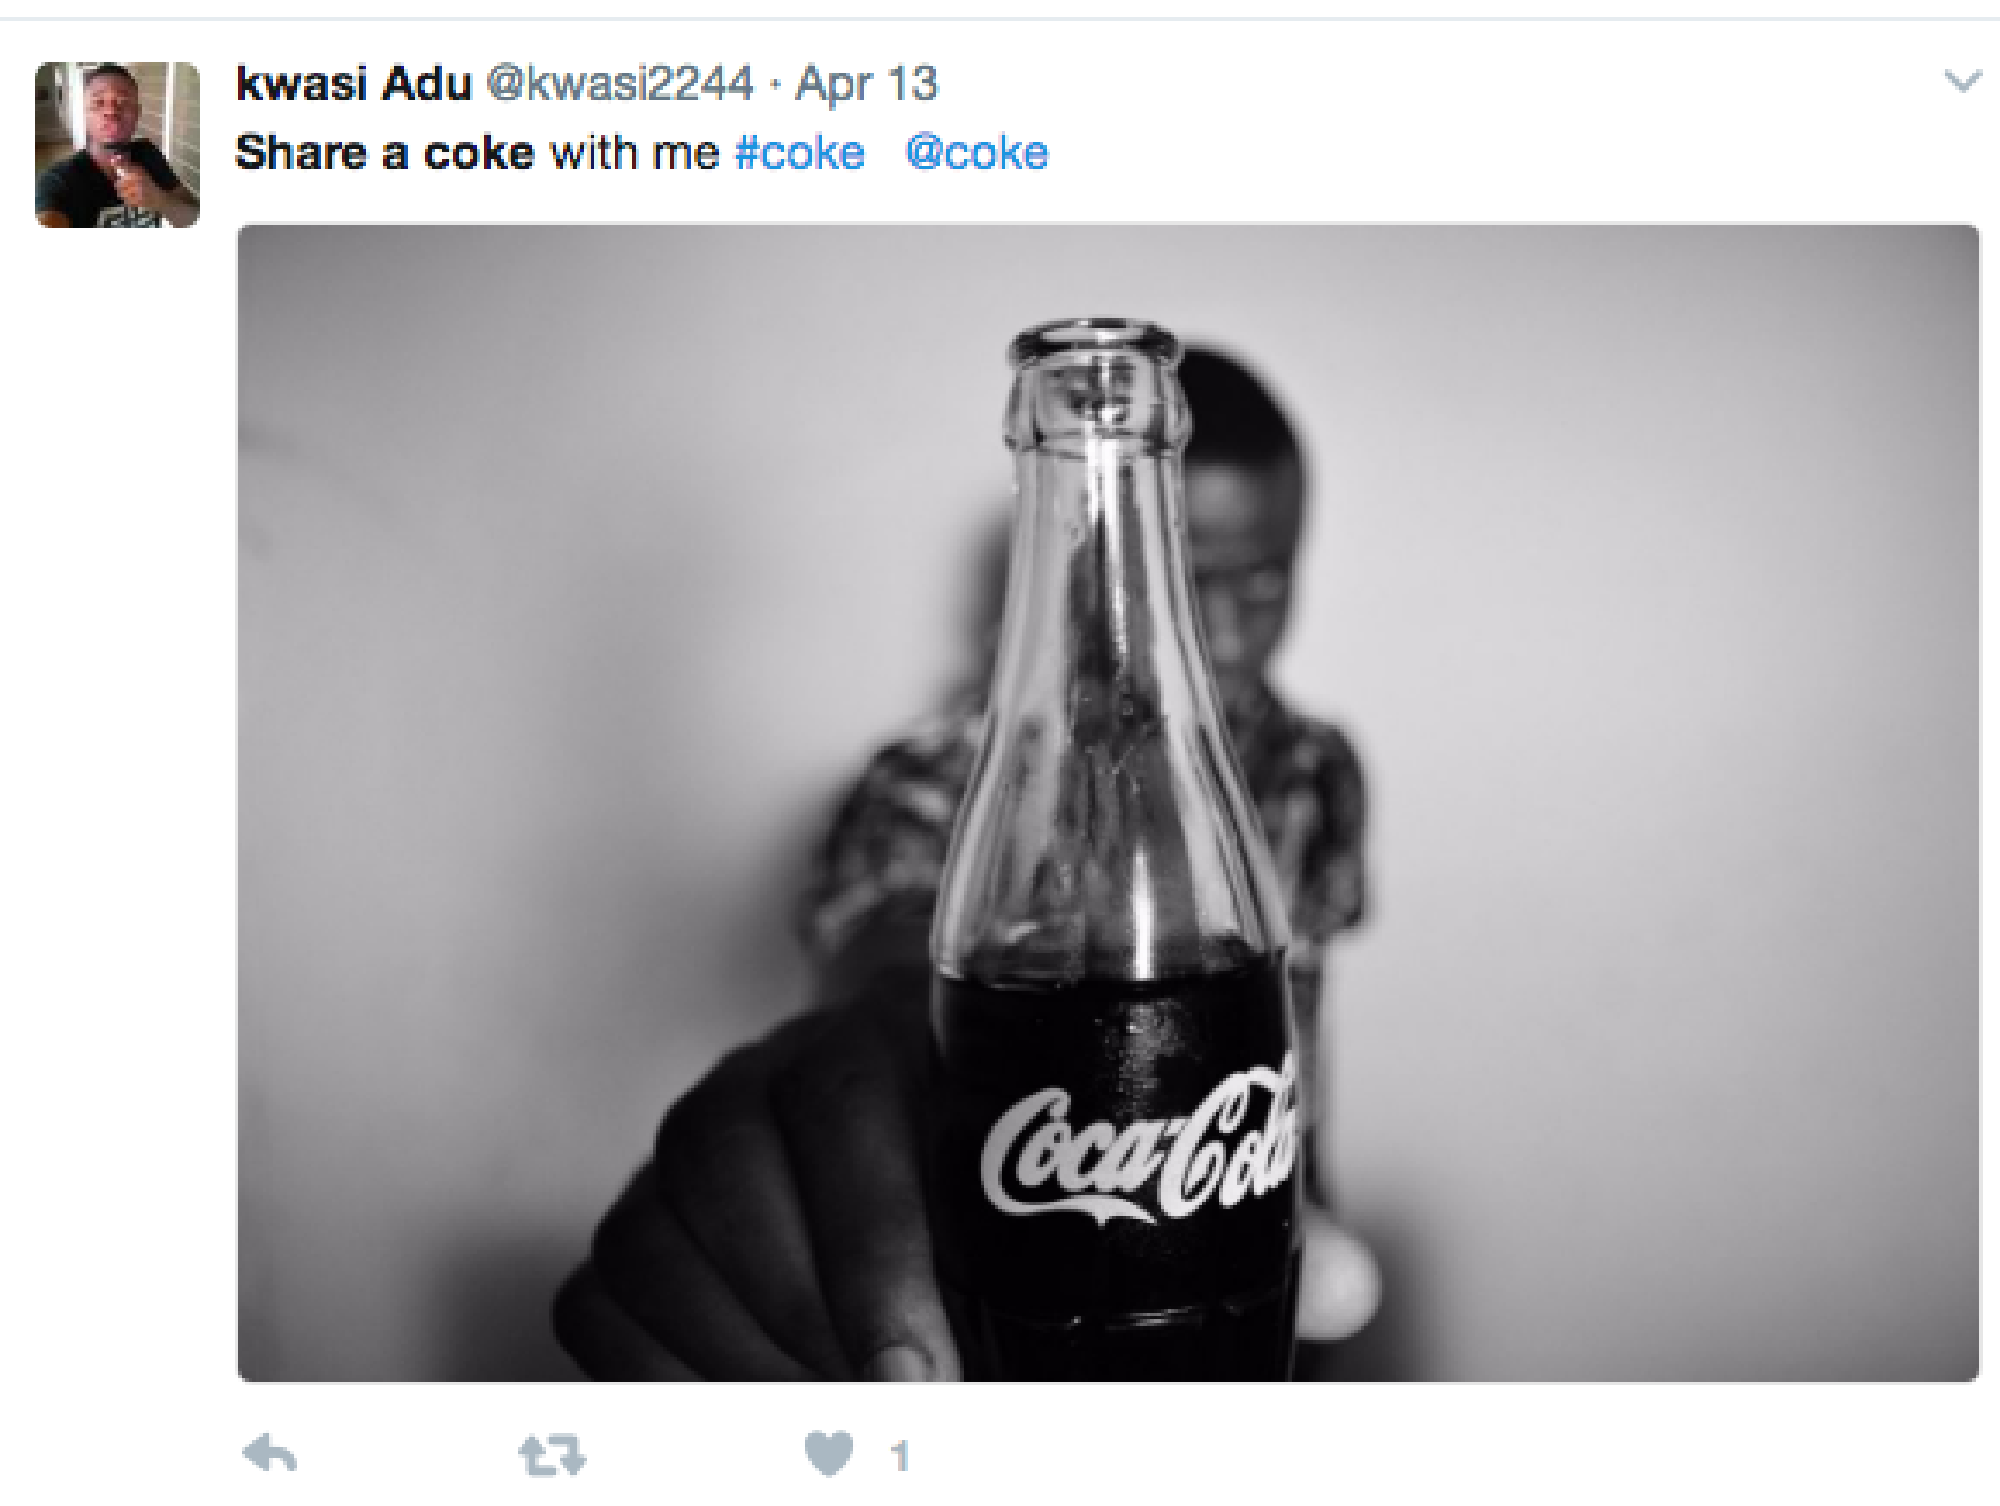 kwasi Adu @kwasi2244 · Apr 13
Share a coke with me #coke @coke
Coca-Cola
1